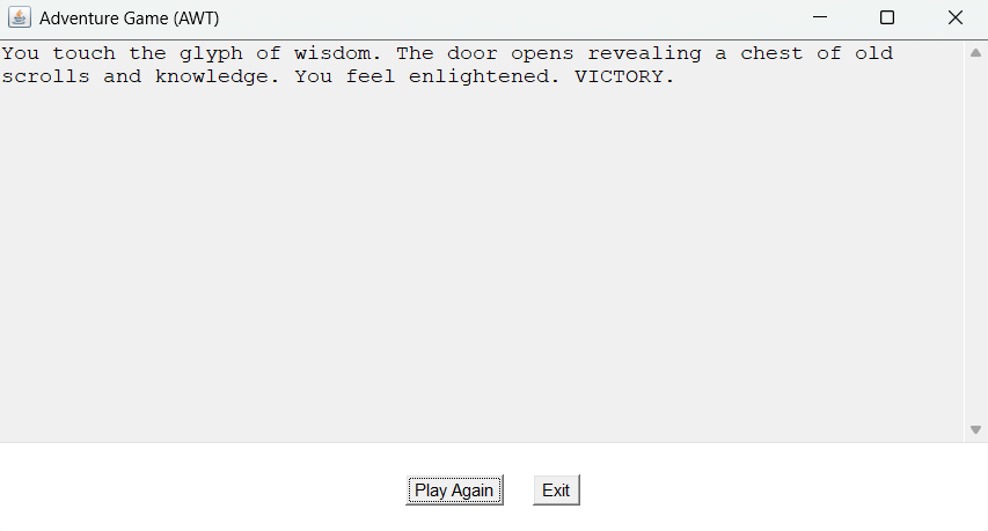 Adventure Game (AWT)
You touch the glyph of wisdom. The door opens revealing a chest of old
scrolls and knowledge. You feel enlightened. VICTORY.
Play Again
Exit